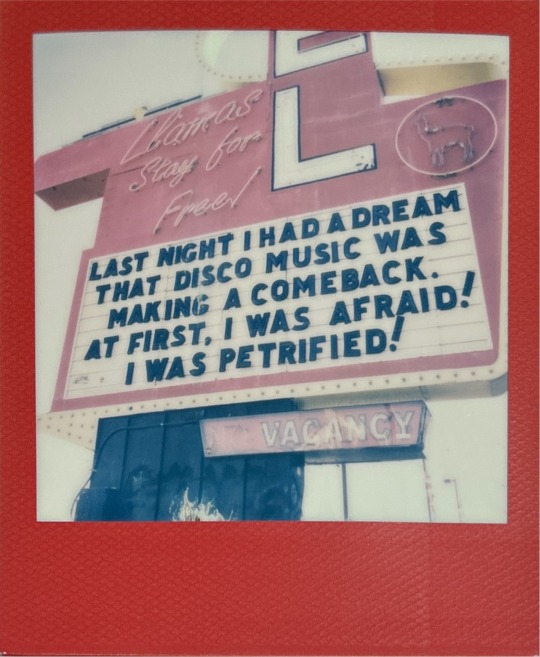 EL
Llamas
Stay for
Free!
LAST NIGHT I HAD A DREAM
THAT DISCO MUSIC WAS
MAKING A COMEBACK.
AT FIRST, I WAS AFRAID!
I WAS PETRIFIED!
VACANCY